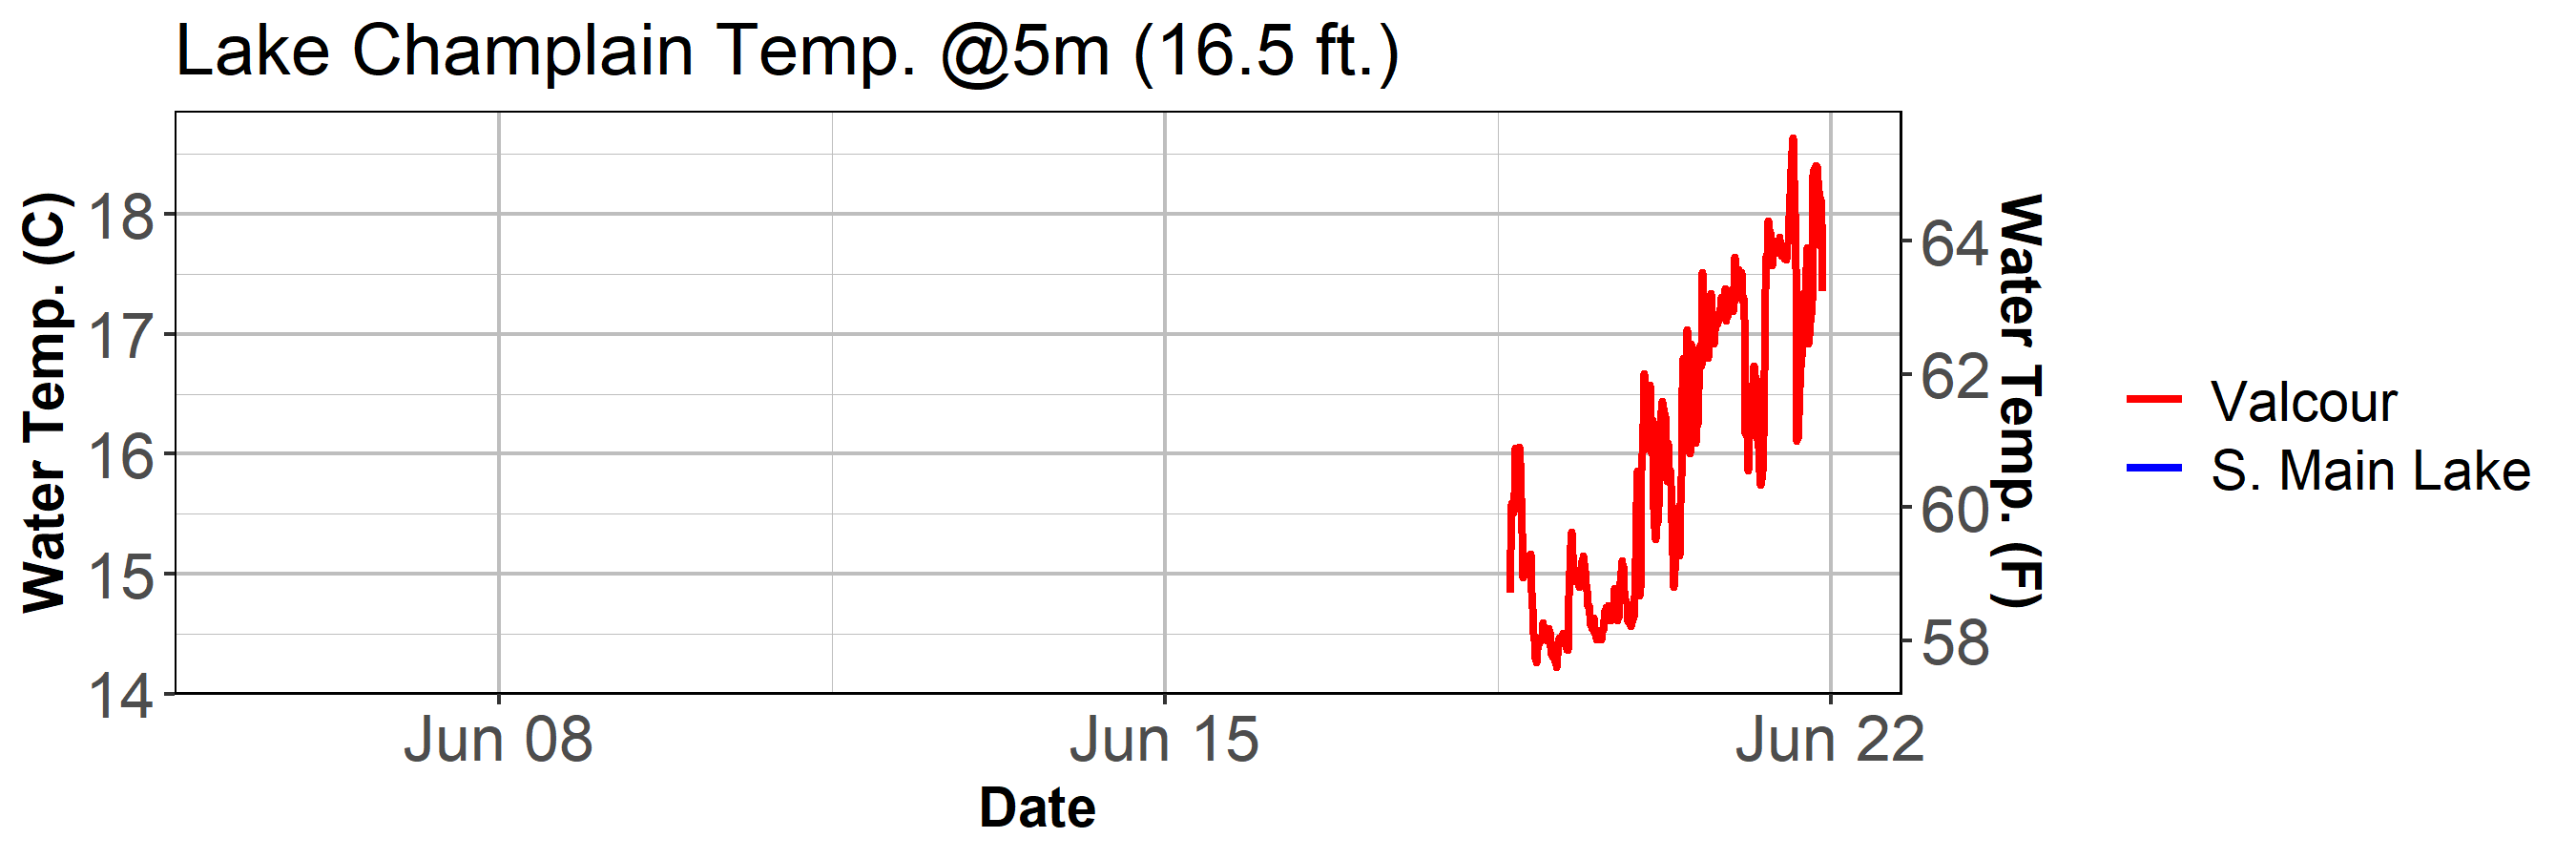 Lake Champlain Temp. @5m (16.5 ft.)
Water Temp. (C)
18
17
16
15
14
Jun 08
Jun 15
Jun 22
Date
64
62
60
58
Water Temp. (F)
Valcour
S. Main Lake